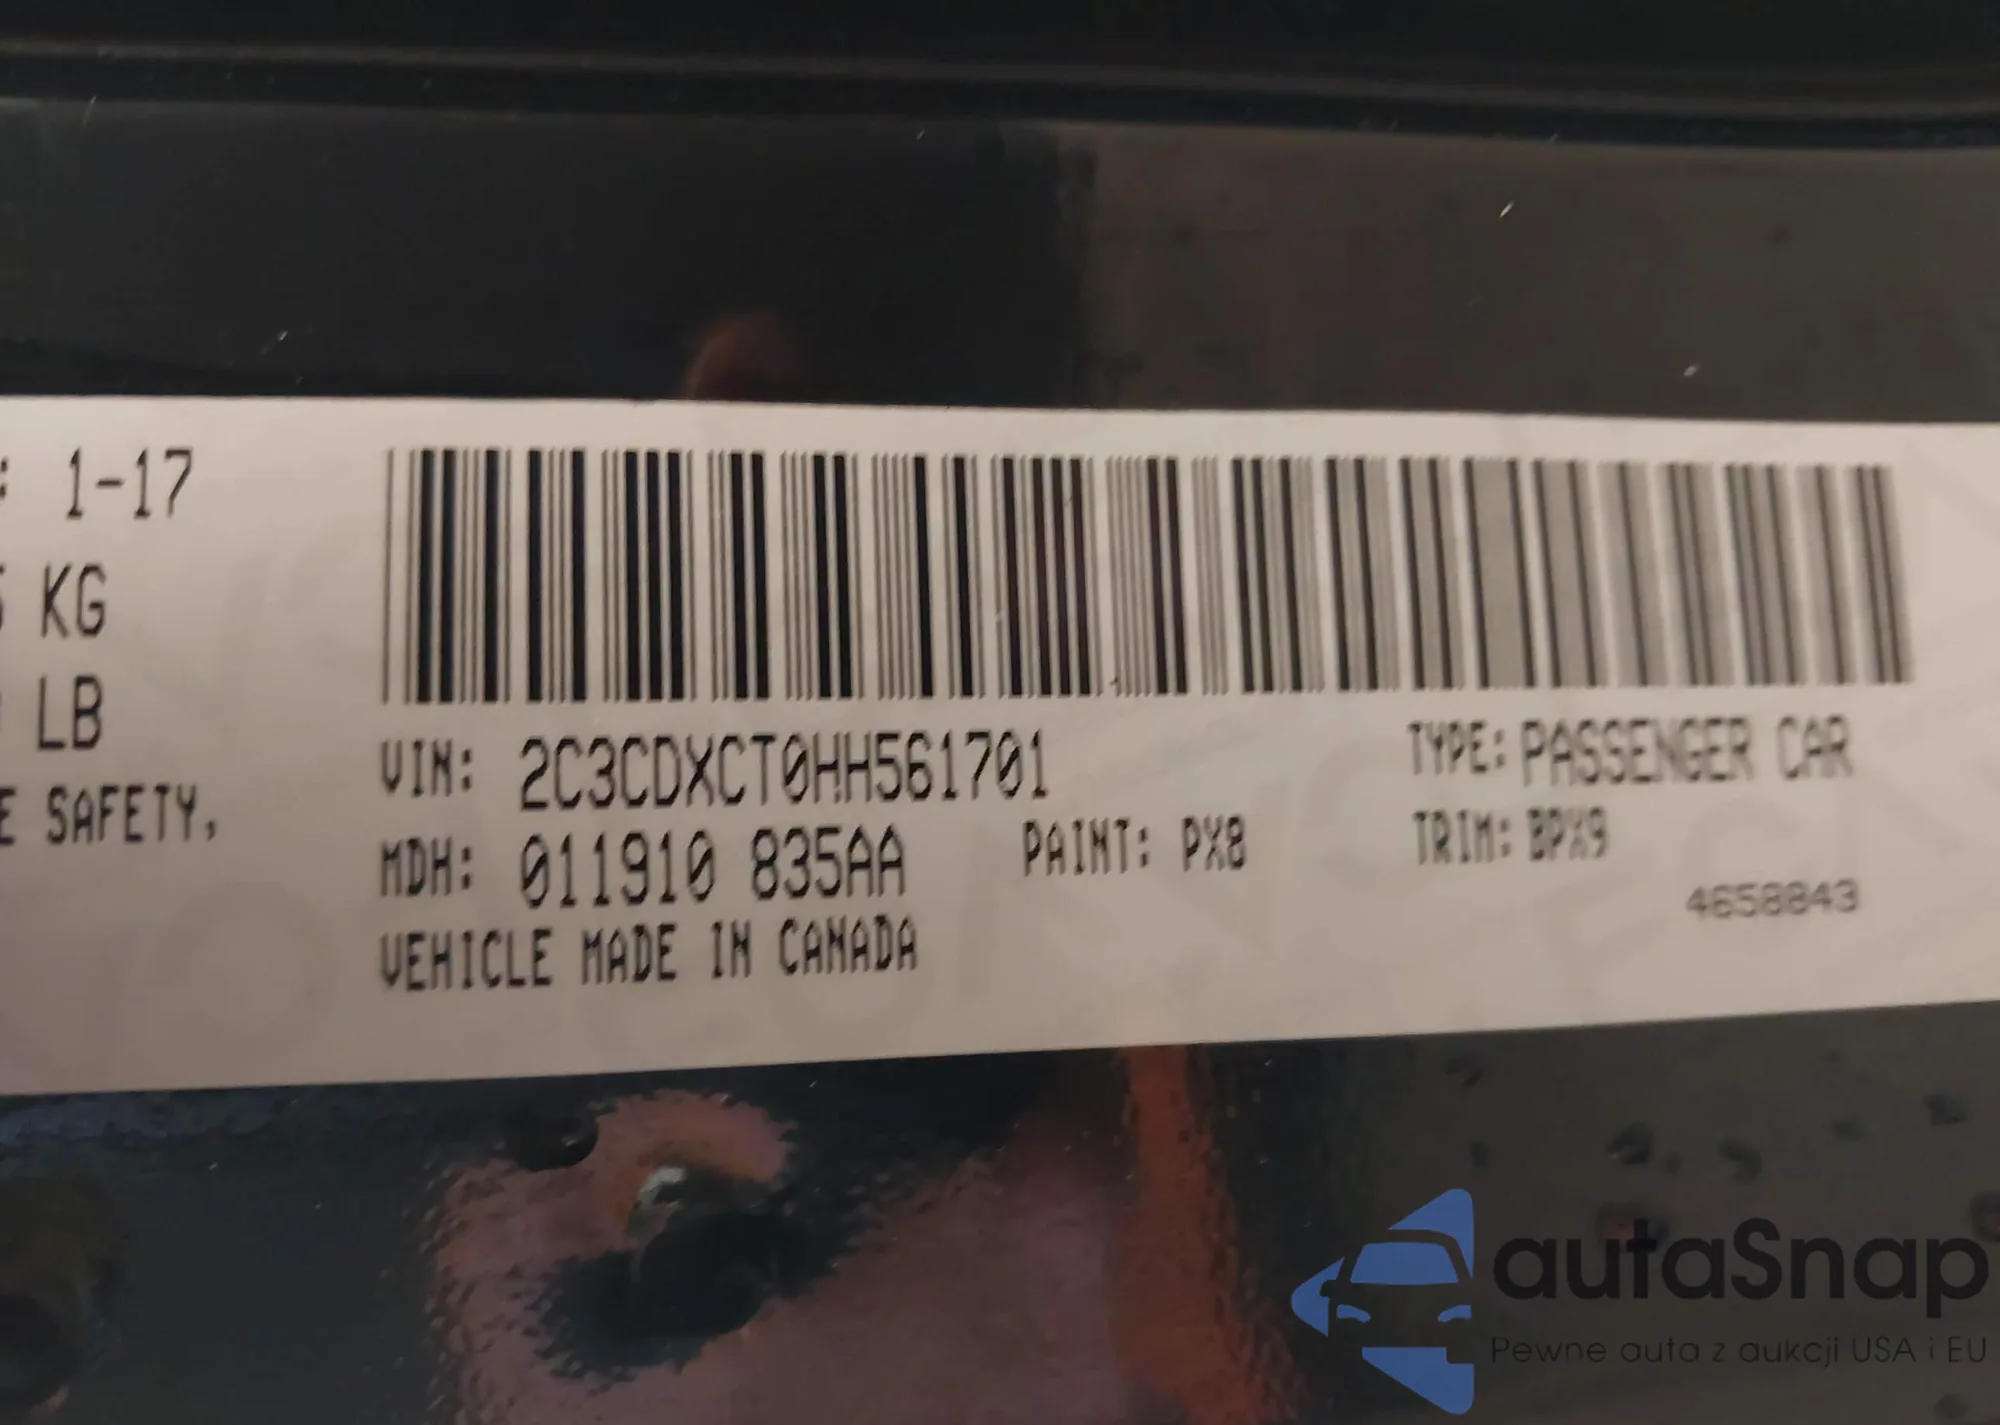 : 1-17
KG
LB
E SAFETY,
VIN: 2C3CDXCT0HH561701
TYPE: PASSENGER CAR
MDH: 011910 835AA
PAINT: PX8
TRIM: BPX9
4658843
VEHICLE MADE IN CANADA
autaSnap
Pewne auta z aukcji USA i EU